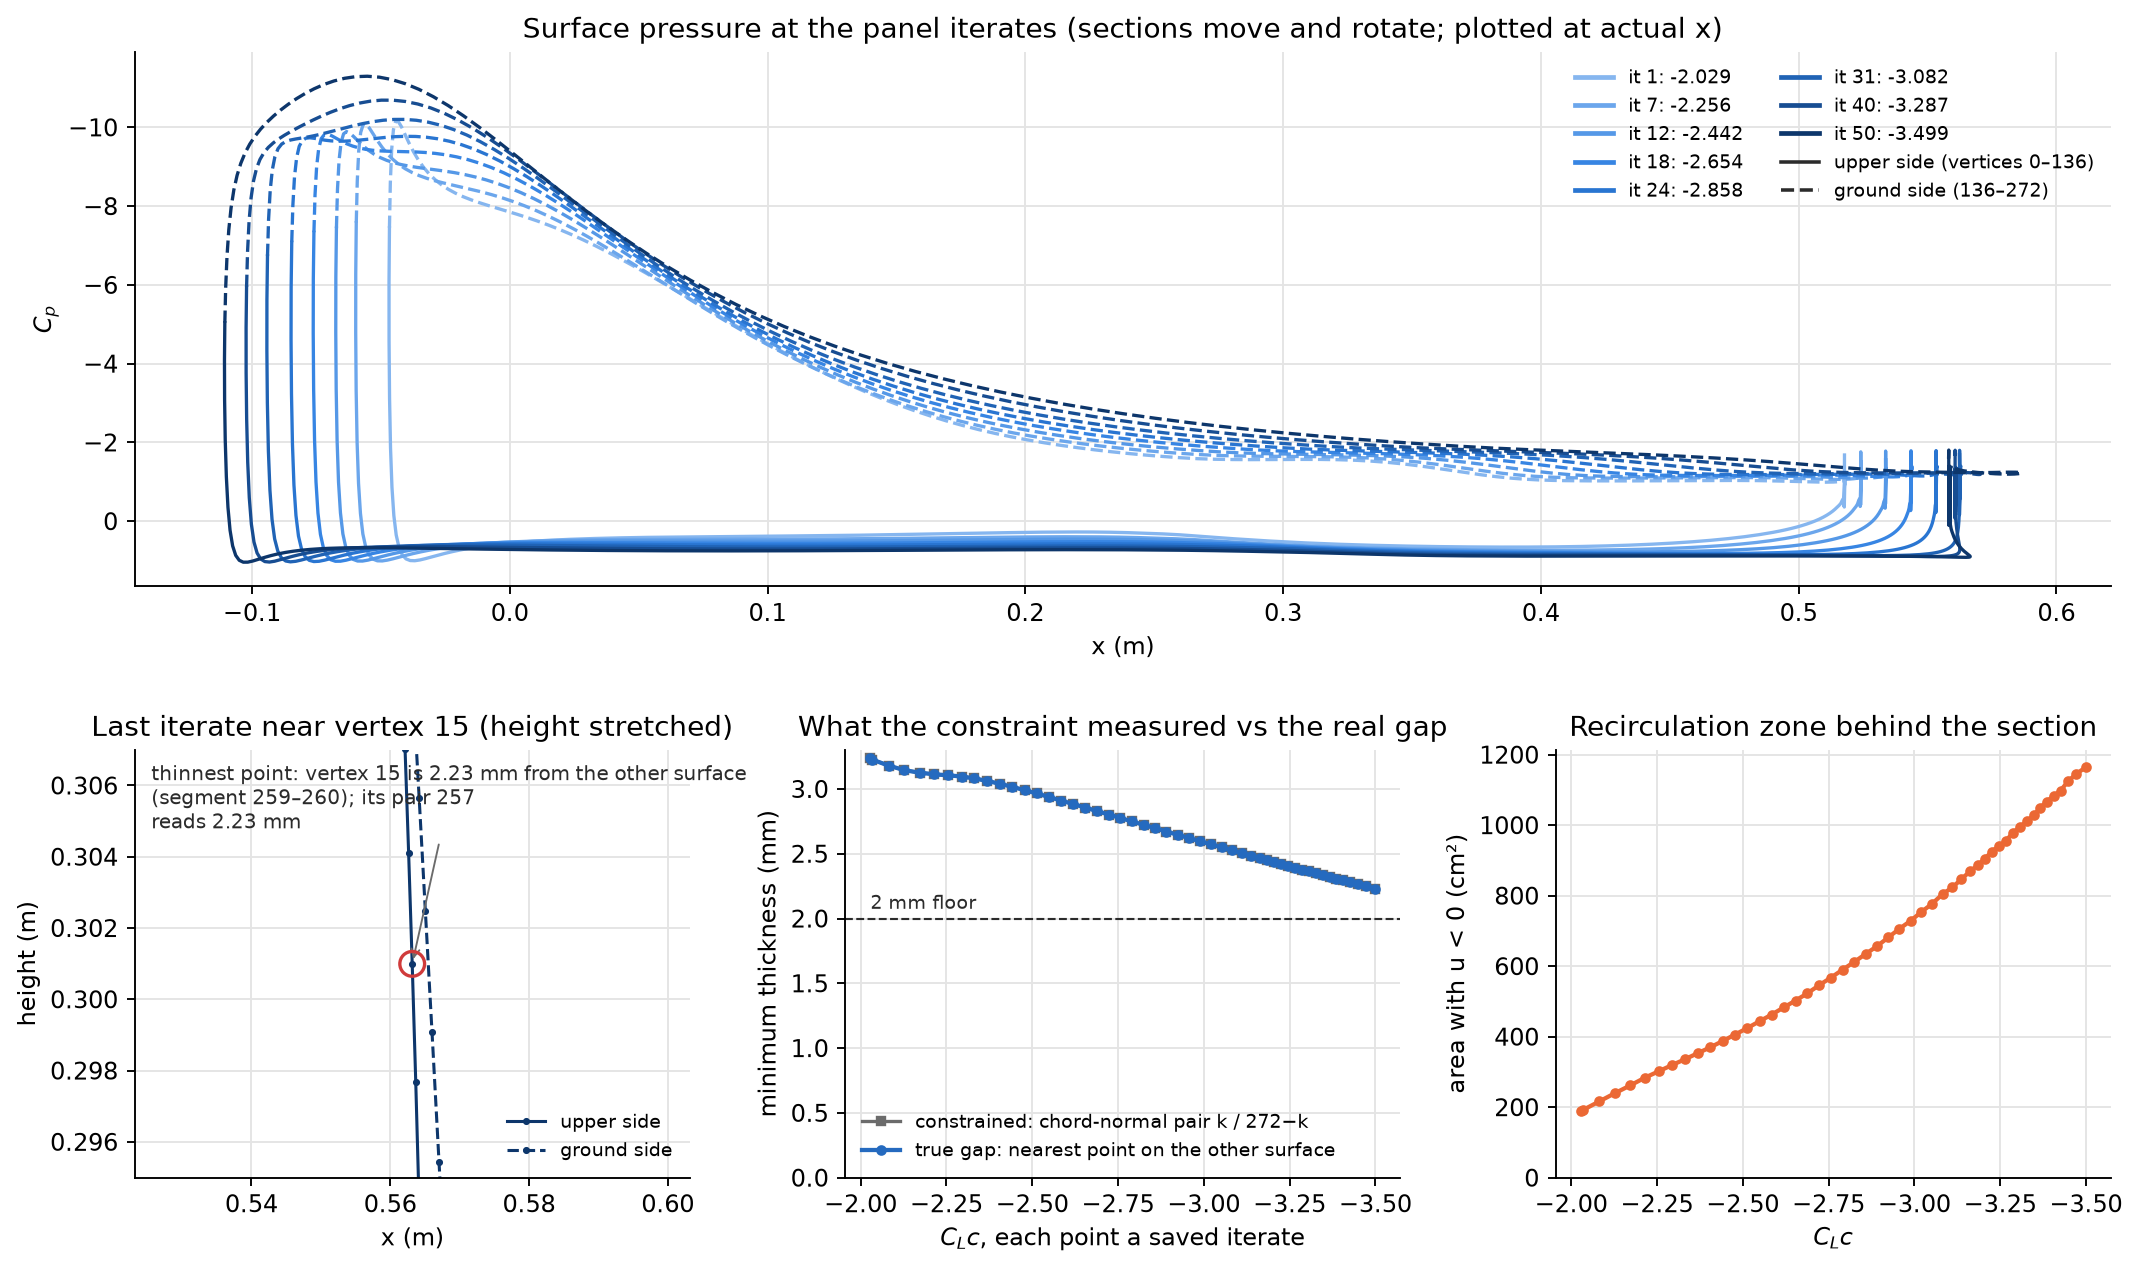 Surface pressure at the panel iterates (sections move and rotate; plotted at actual x)
it 1: -2.029
it 7: -2.256
it 12: -2.442
it 18: -2.654
it 24: -2.858
it 31: -3.082
it 40: -3.287
it 50: -3.499
upper side (vertices 0–136)
ground side (136–272)
−10
−8
−6
−4
−2
0
Cp
−0.1
0.0
0.1
0.2
0.3
0.4
0.5
0.6
x (m)
Last iterate near vertex 15 (height stretched)
thinnest point: vertex 15 is 2.23 mm from the other surface
(segment 259–260); its pair 257
reads 2.23 mm
0.306
0.304
0.302
0.300
0.298
0.296
height (m)
upper side
ground side
0.54
0.56
0.58
0.60
x (m)
What the constraint measured vs the real gap
3.0
2.5
2.0
1.5
1.0
0.5
0.0
minimum thickness (mm)
2 mm floor
constrained: chord-normal pair k / 272−k
true gap: nearest point on the other surface
−2.00
−2.25
−2.50
−2.75
−3.00
−3.25
−3.50
CLc, each point a saved iterate
Recirculation zone behind the section
1200
1000
800
600
400
200
0
area with u < 0 (cm²)
−2.00
−2.25
−2.50
−2.75
−3.00
−3.25
−3.50
CLc